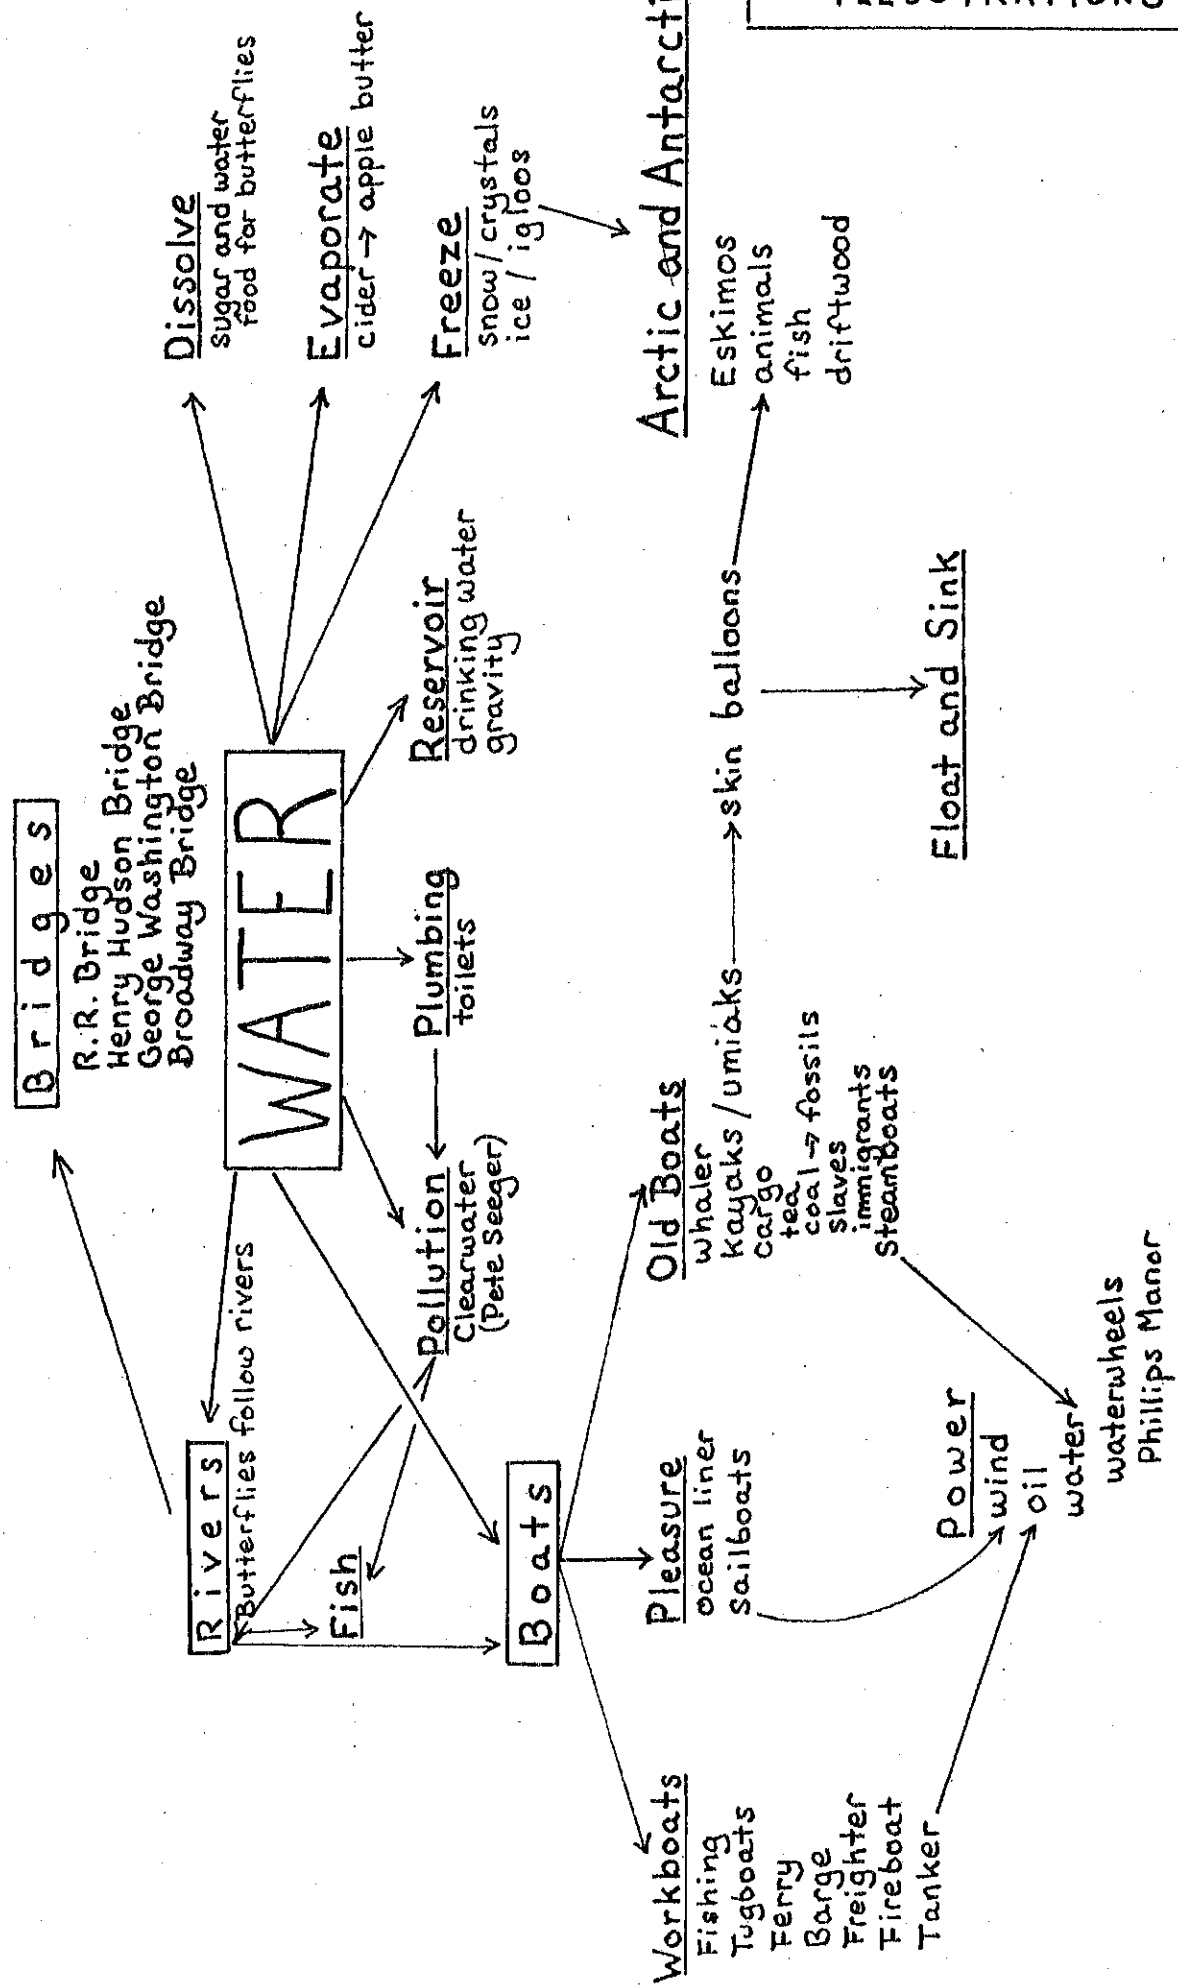 Bridges
R.R. Bridge
Henry Hudson Bridge
George Washington Bridge
Broadway Bridge
Rivers
Butterflies follow rivers
WATER
Dissolve
sugar and water
food for butterflies
Evaporate
cider → apple butter
Freeze
snow/crystals
ice/igloos
Fish
Pollution
Clearwater
(Pete Seeger)
Plumbing
toilets
Reservoir
drinking water
gravity
Boats
Workboats
Fishing
Tugboats
Ferry
Barge
Freighter
Fireboat
Tanker
Pleasure
ocean liner
sailboats
Old Boats
whaler
kayaks/umiaks → skin balloons
cargo
tea
coal → fossils
slaves
immigrants
steamboats
Arctic and Antarcti
Eskimos
animals
fish
driftwood
Power
wind
oil
water
waterwheels
Phillips Manor
Float and Sink